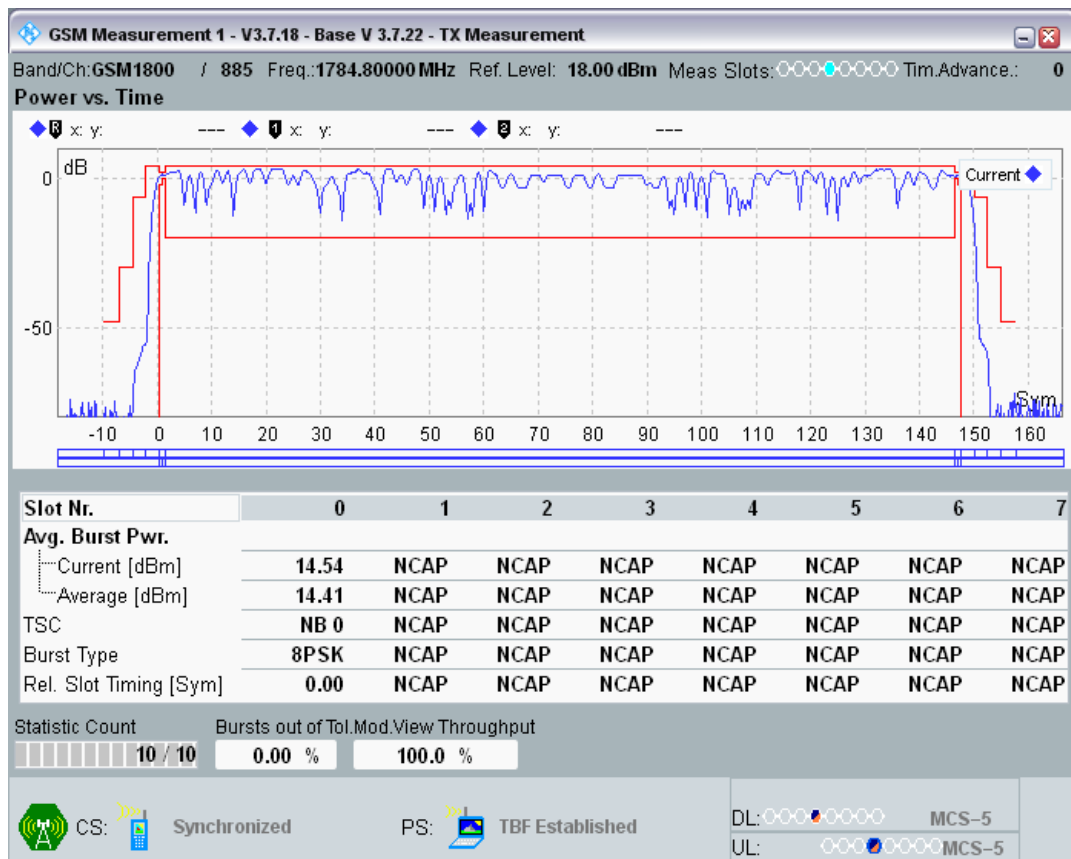 GSM Measurement 1 - V3.7.18 - Base V 3.7.22 - TX Measurement
Band/Ch:GSM1800 / 885 Freq.:1784.80000 MHz Ref. Level: 18.00 dBm Meas Slots: Tim.Advance.: 0
Power vs. Time
R x: y: --- 1 x: y: --- 2 x: y: ---
dB
0
Current
-50
Sym
-10 0 10 20 30 40 50 60 70 80 90 100 110 120 130 140 150 160
Slot Nr. 0 1 2 3 4 5 6 7
Avg. Burst Pwr.
Current [dBm] 14.54 NCAP NCAP NCAP NCAP NCAP NCAP NCAP
Average [dBm] 14.41 NCAP NCAP NCAP NCAP NCAP NCAP NCAP
TSC NB 0 NCAP NCAP NCAP NCAP NCAP NCAP NCAP
Burst Type 8PSK NCAP NCAP NCAP NCAP NCAP NCAP NCAP
Rel. Slot Timing [Sym] 0.00 NCAP NCAP NCAP NCAP NCAP NCAP NCAP
Statistic Count Bursts out of Tol.Mod.View Throughput
10 / 10 0.00 % 100.0 %
CS: Synchronized PS: TBF Established
DL: MCS-5
UL: MCS-5